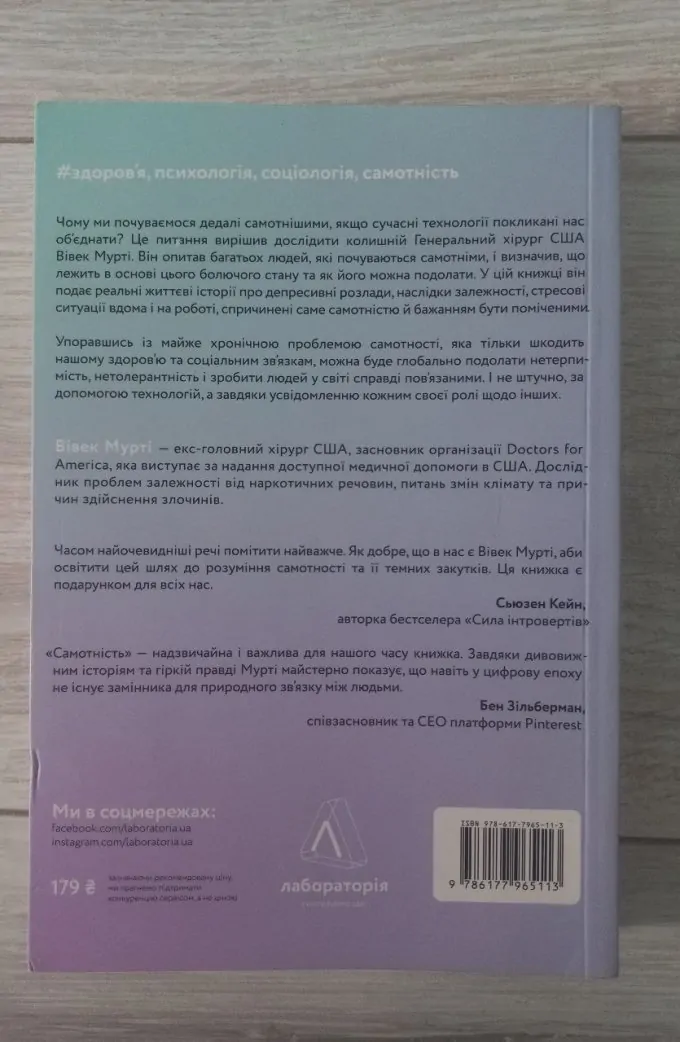 #здоров'я, психологія, соціологія, самотність
Чому ми почуваємося дедалі самотнішими, якщо сучасні технології покликані нас
об'єднати? Це питання вирішив дослідити колишній Генеральний хірург США
Вівек Мурті. Він опитав багатьох людей, які почуваються самотніми, і визначив, що
лежить в основі цього болючого стану та як його можна подолати. У цій книжці він
подає реальні життєві історії про депресивні розлади, наслідки залежності, стресові
ситуації вдома і на роботі, спричинені саме самотністю й бажанням бути поміченими.
Упоравшись із майже хронічною проблемою самотності, яка тільки шкодить
нашому здоров'ю та соціальним зв'язкам, можна буде глобально подолати нетерпи-
мість, нетолерантність і зробити людей у світі справді пов'язаними. І не штучно, за
допомогою технологій, а завдяки усвідомленню кожним своєї ролі щодо інших.
Вівек Мурті — екс-головний хірург США, засновник організації Doctors for
America, яка виступає за надання доступної медичної допомоги в США. Дослід-
ник проблем залежності від наркотичних речовин, питань змін клімату та при-
чин здійснення злочинів.
Часом найочевидніші речі помітити найважче. Як добре, що в нас є Вівек Мурті, аби
освітити цей шлях до розуміння самотності та її темних закутків. Ця книжка є
подарунком для всіх нас.
Сьюзен Кейн,
авторка бестселера «Сила інтровертів»
«Самотність» — надзвичайна і важлива для нашого часу книжка. Завдяки дивовиж-
ним історіям та гіркій правді Мурті майстерно показує, що навіть у цифрову епоху
не існує замінника для природного зв'язку між людьми.
Бен Зільберман,
співзасновник та СЕО платформи Pinterest
Ми в соцмережах:
facebook.com/laboratoria.ua
instagram.com/laboratoria.ua
179 ₴
зазначаючи рекомендовану ціну,
ми прагнемо підтримати
конкуренцію сервісом, а не ціною
лабораторія
ISBN 978-617-7965-11-3
9 786177 965113